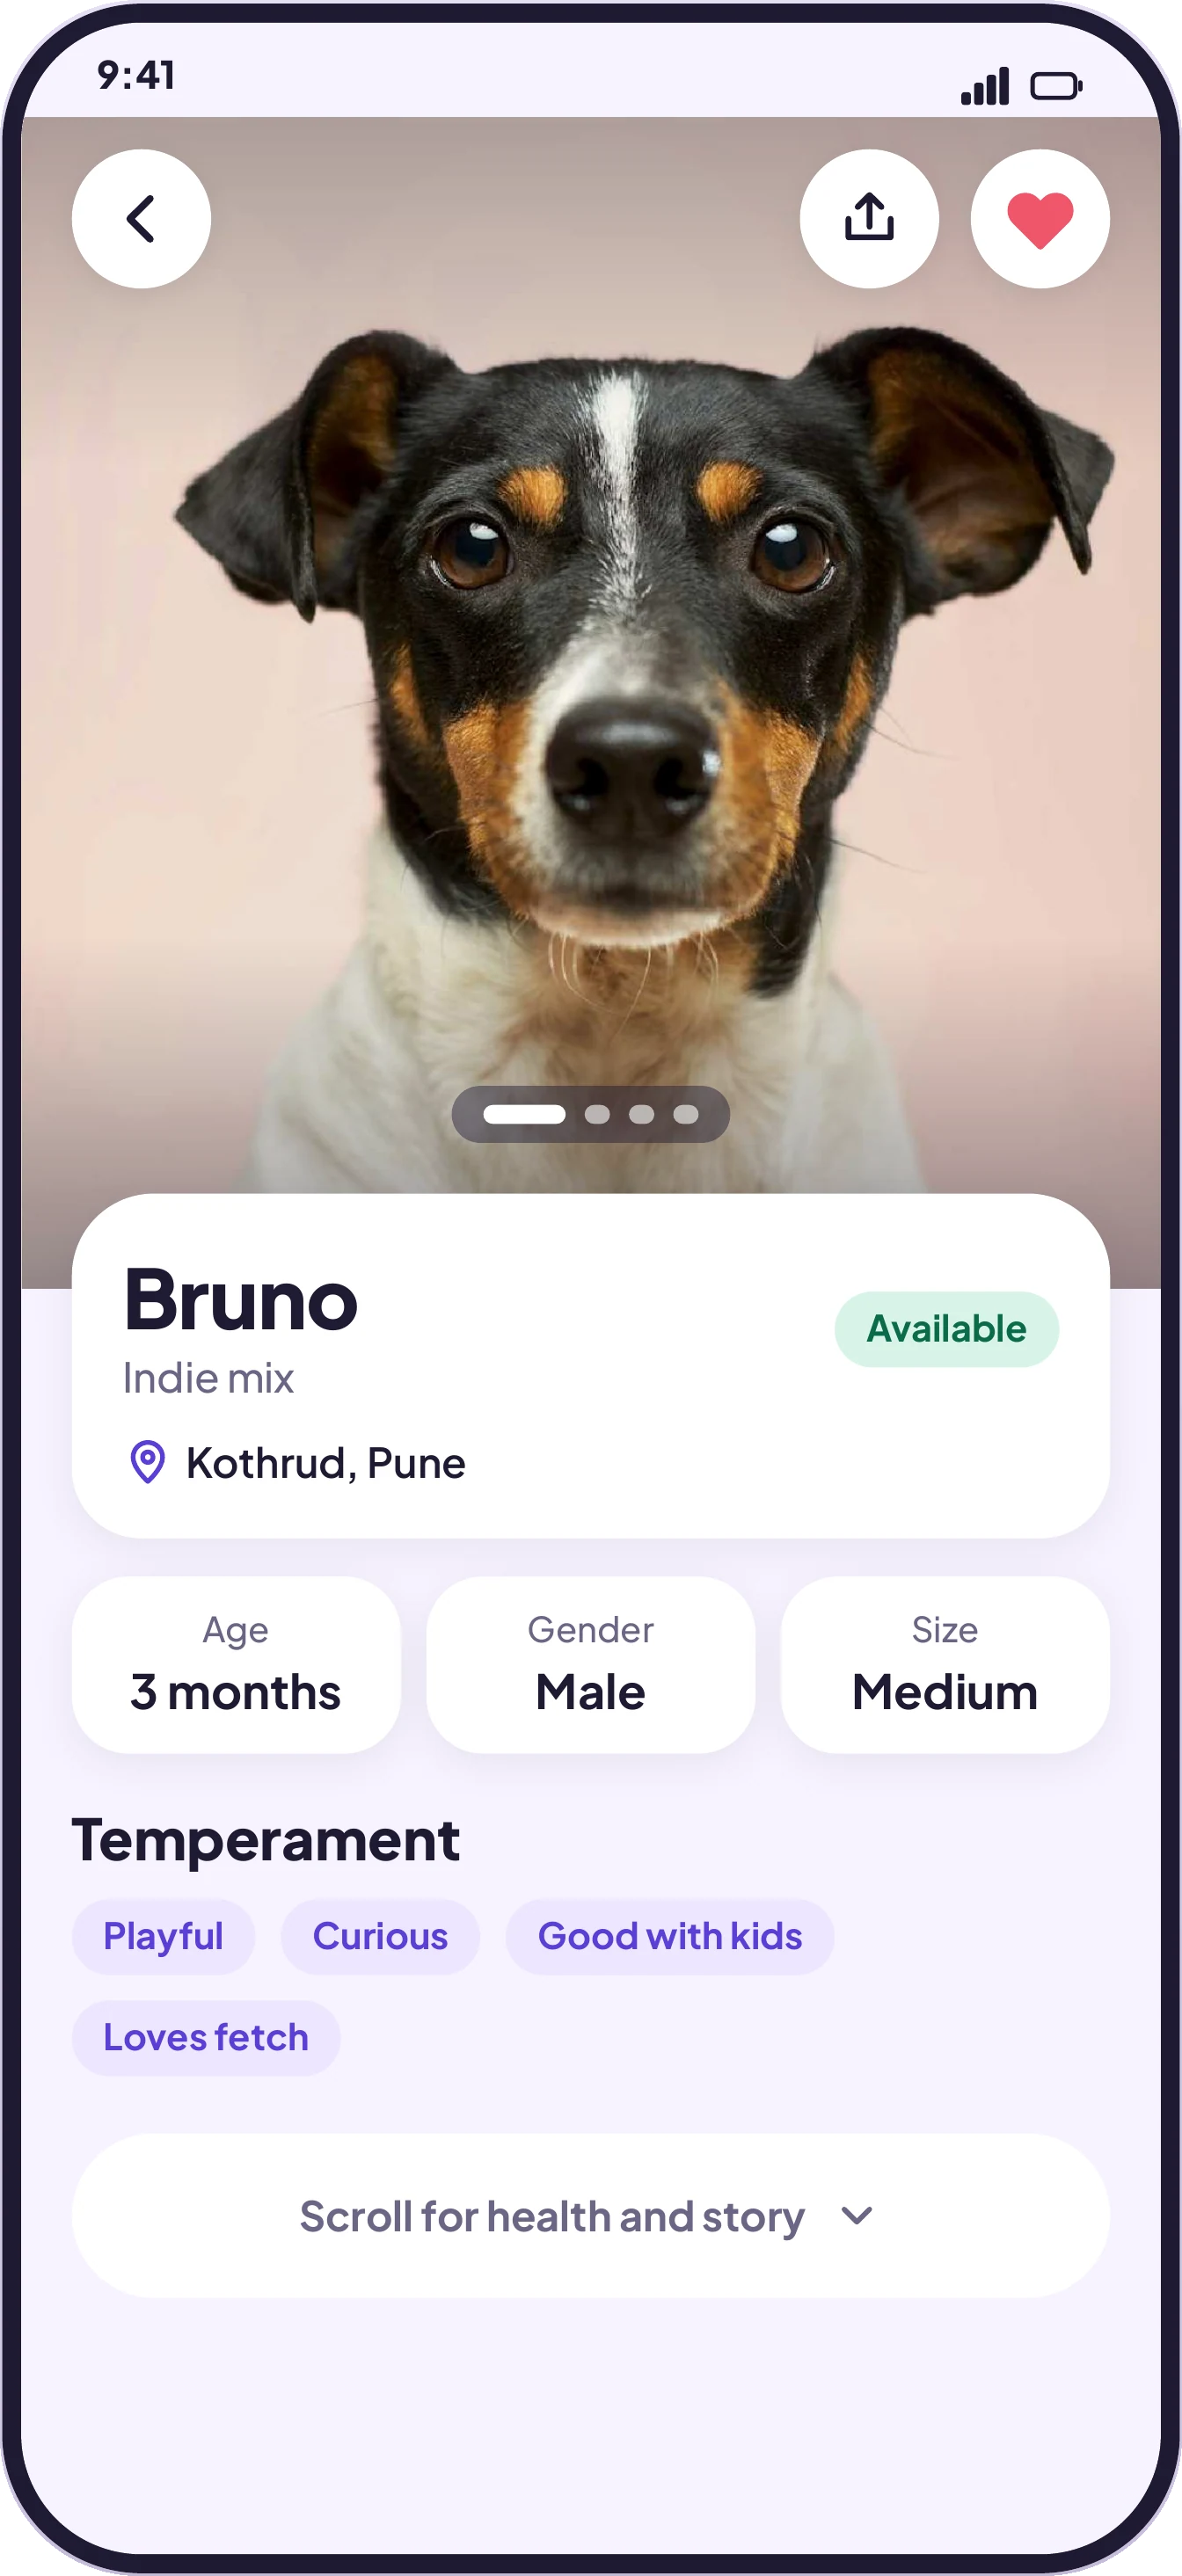 9:41
Bruno
Available
Indie mix
Kothrud, Pune
Age
Gender
Size
3 months
Male
Medium
Temperament
Playful
Curious
Good with kids
Loves fetch
Scroll for health and story